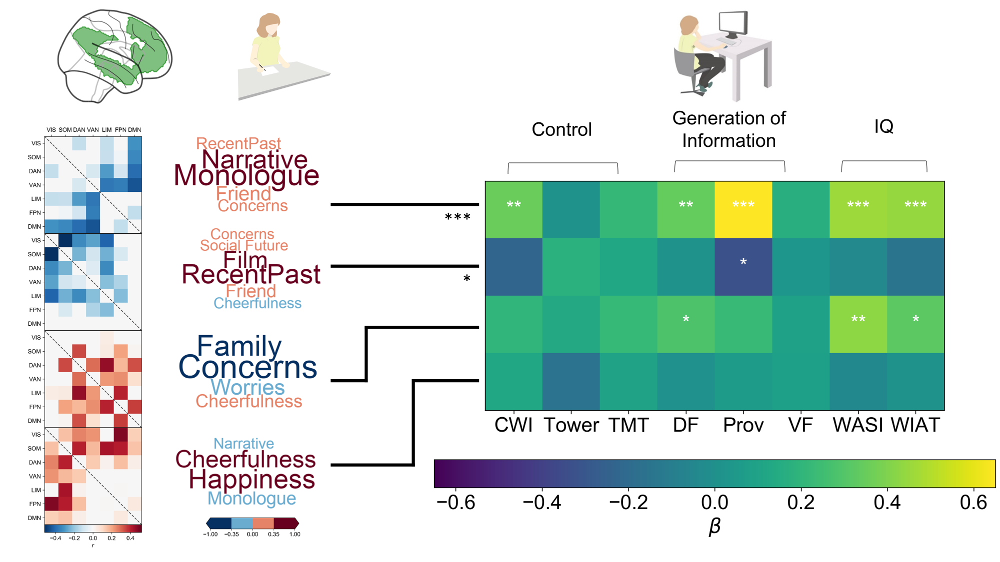 Control
Generation of
Information
IQ
VIS SOM DAN VAN LIM FPN DMN
VIS
SOM
DAN
VAN
LIM
FPN
DMN
VIS
SOM
DAN
VAN
LIM
FPN
DMN
VIS
SOM
DAN
VAN
LIM
FPN
DMN
VIS
SOM
DAN
VAN
LIM
FPN
DMN
−0.4 −0.2 0.0 0.2 0.4
r
RecentPast
Narrative
Monologue
Friend
Concerns
***
Concerns
Social Future
Film
RecentPast
Friend
Cheerfulness
*
Family
Concerns
Worries
Cheerfulness
Narrative
Cheerfulness
Happiness
Monologue
−1.00 −0.35 0.00 0.35 1.00
** ** *** *** ***
*
* ** *
CWI Tower TMT DF Prov VF WASI WIAT
−0.6 −0.4 −0.2 0.0 0.2 0.4 0.6
β